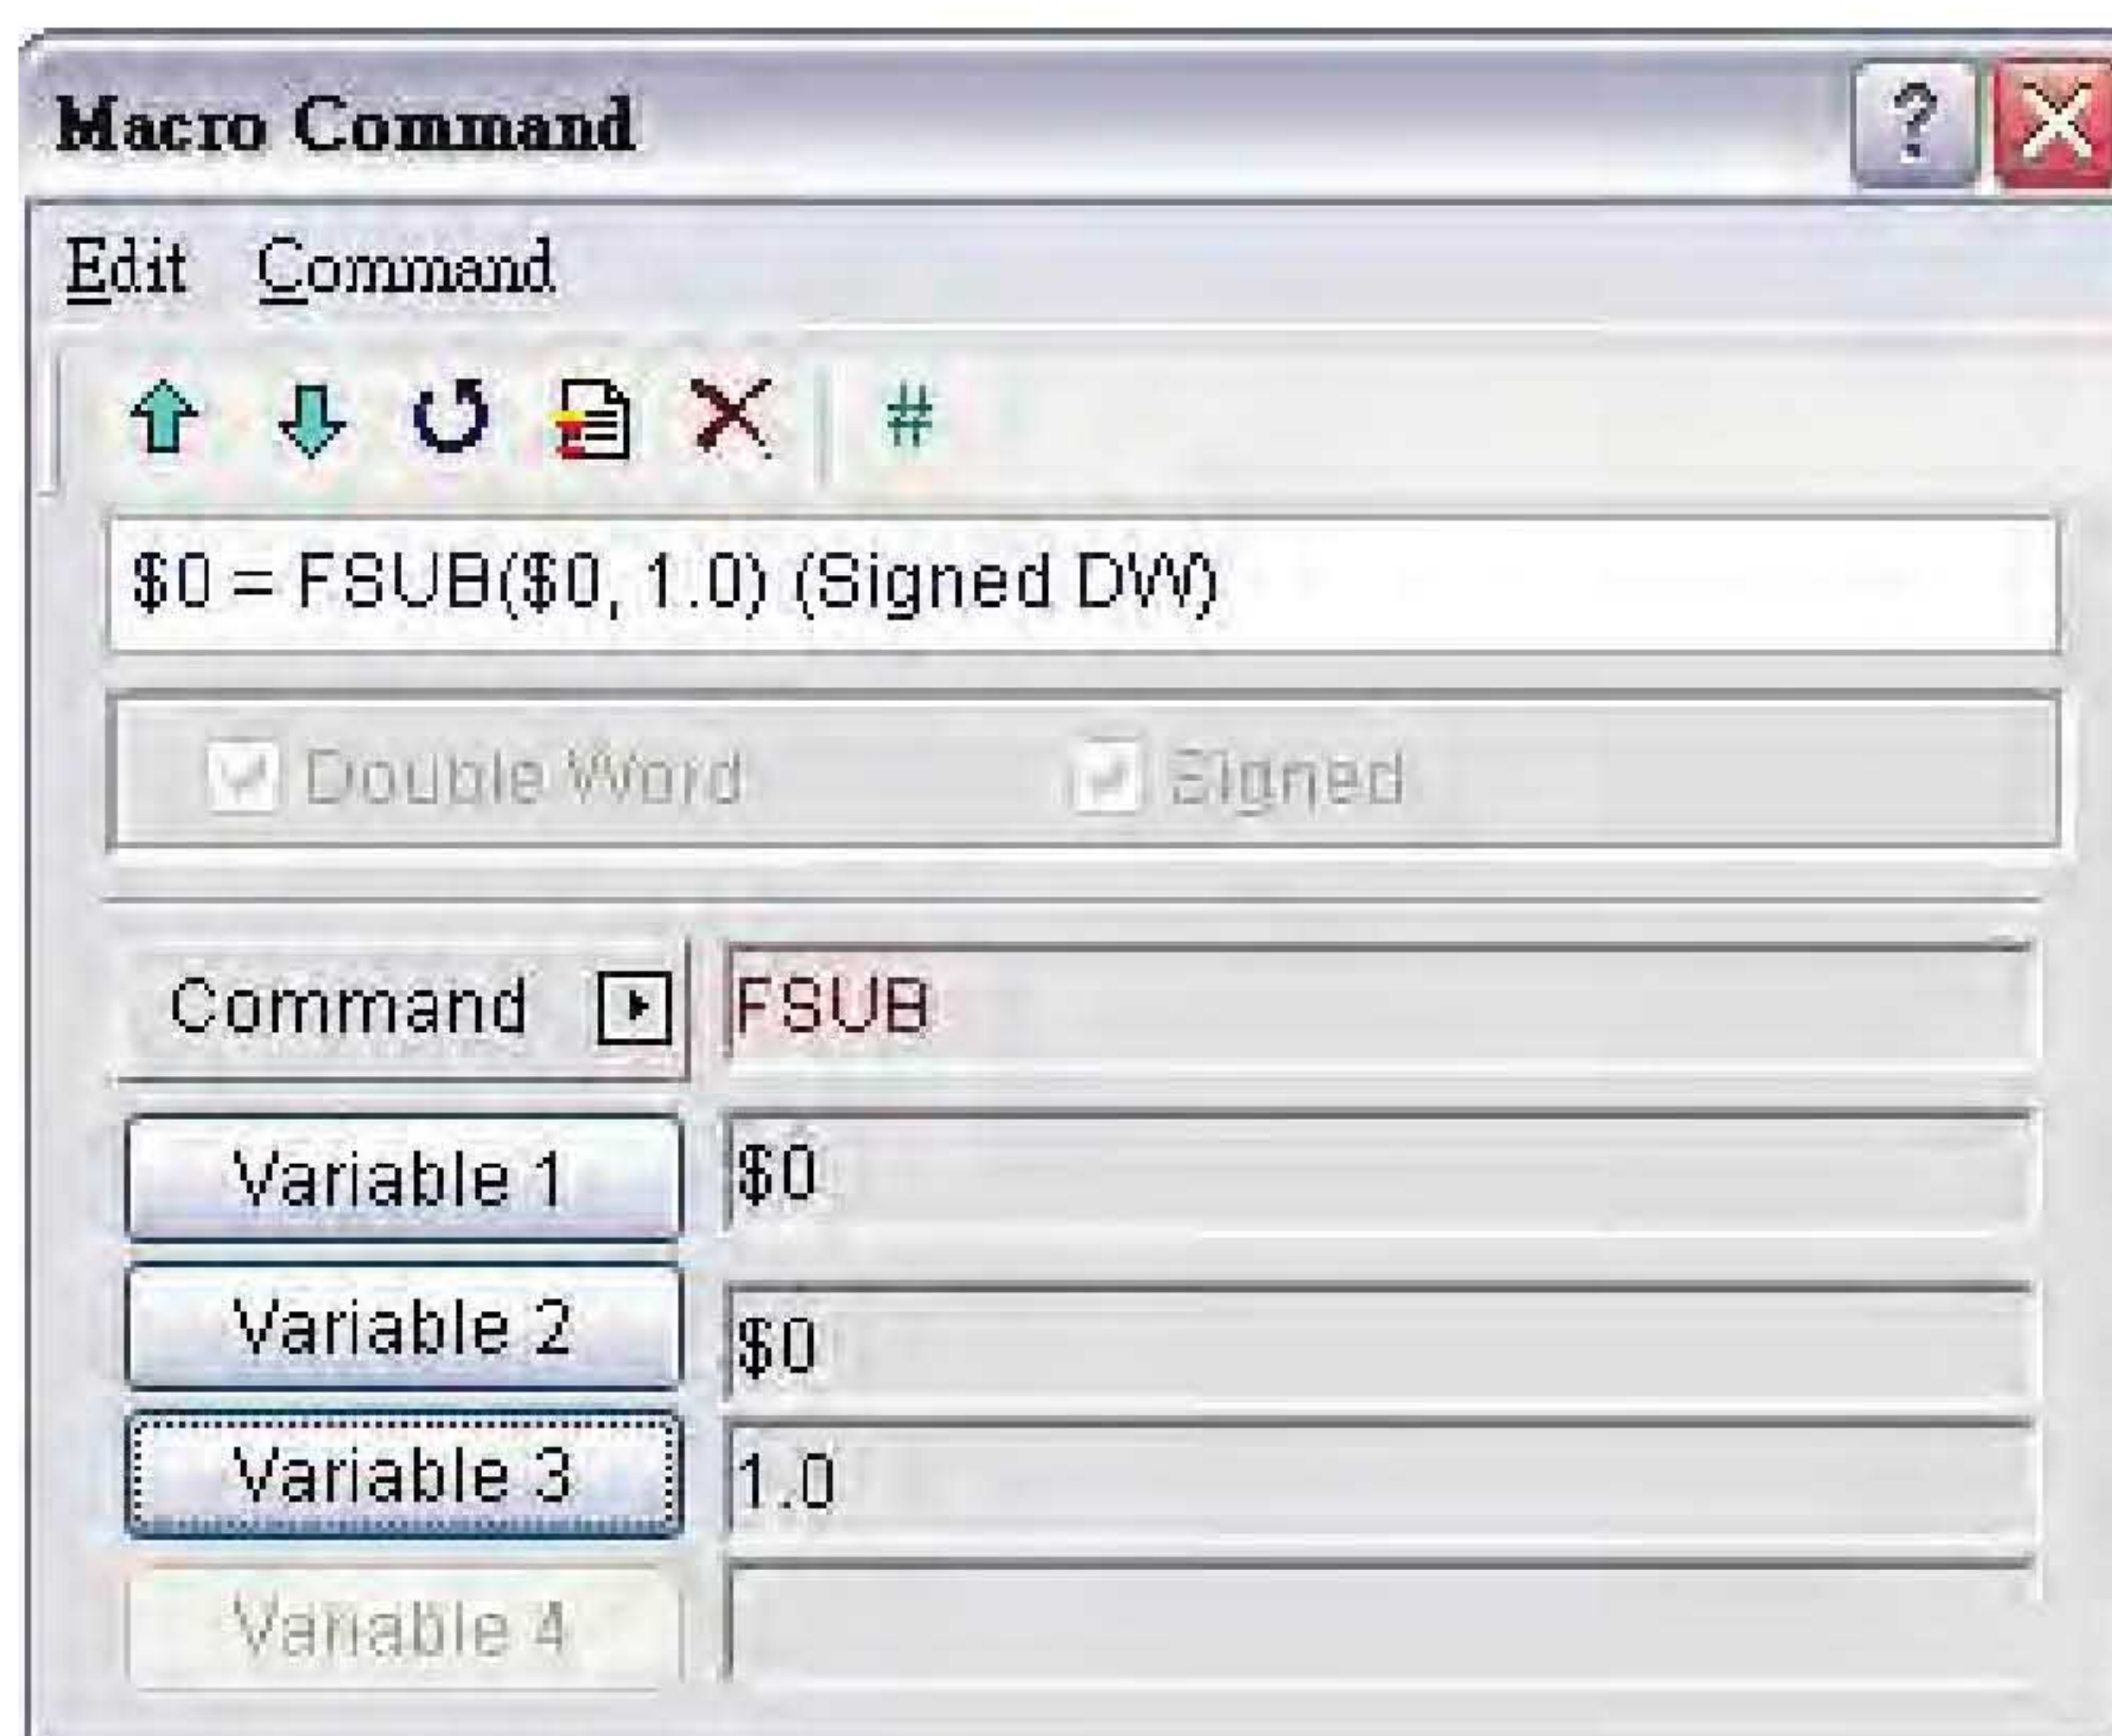 Macro Command
?
Edit Command
#
$0 = FSUB($0, 1.0) (Signed DW)
Double Word Signed
Command FSUB
Variable 1 $0
Variable 2 $0
Variable 3 1.0
Variable 4